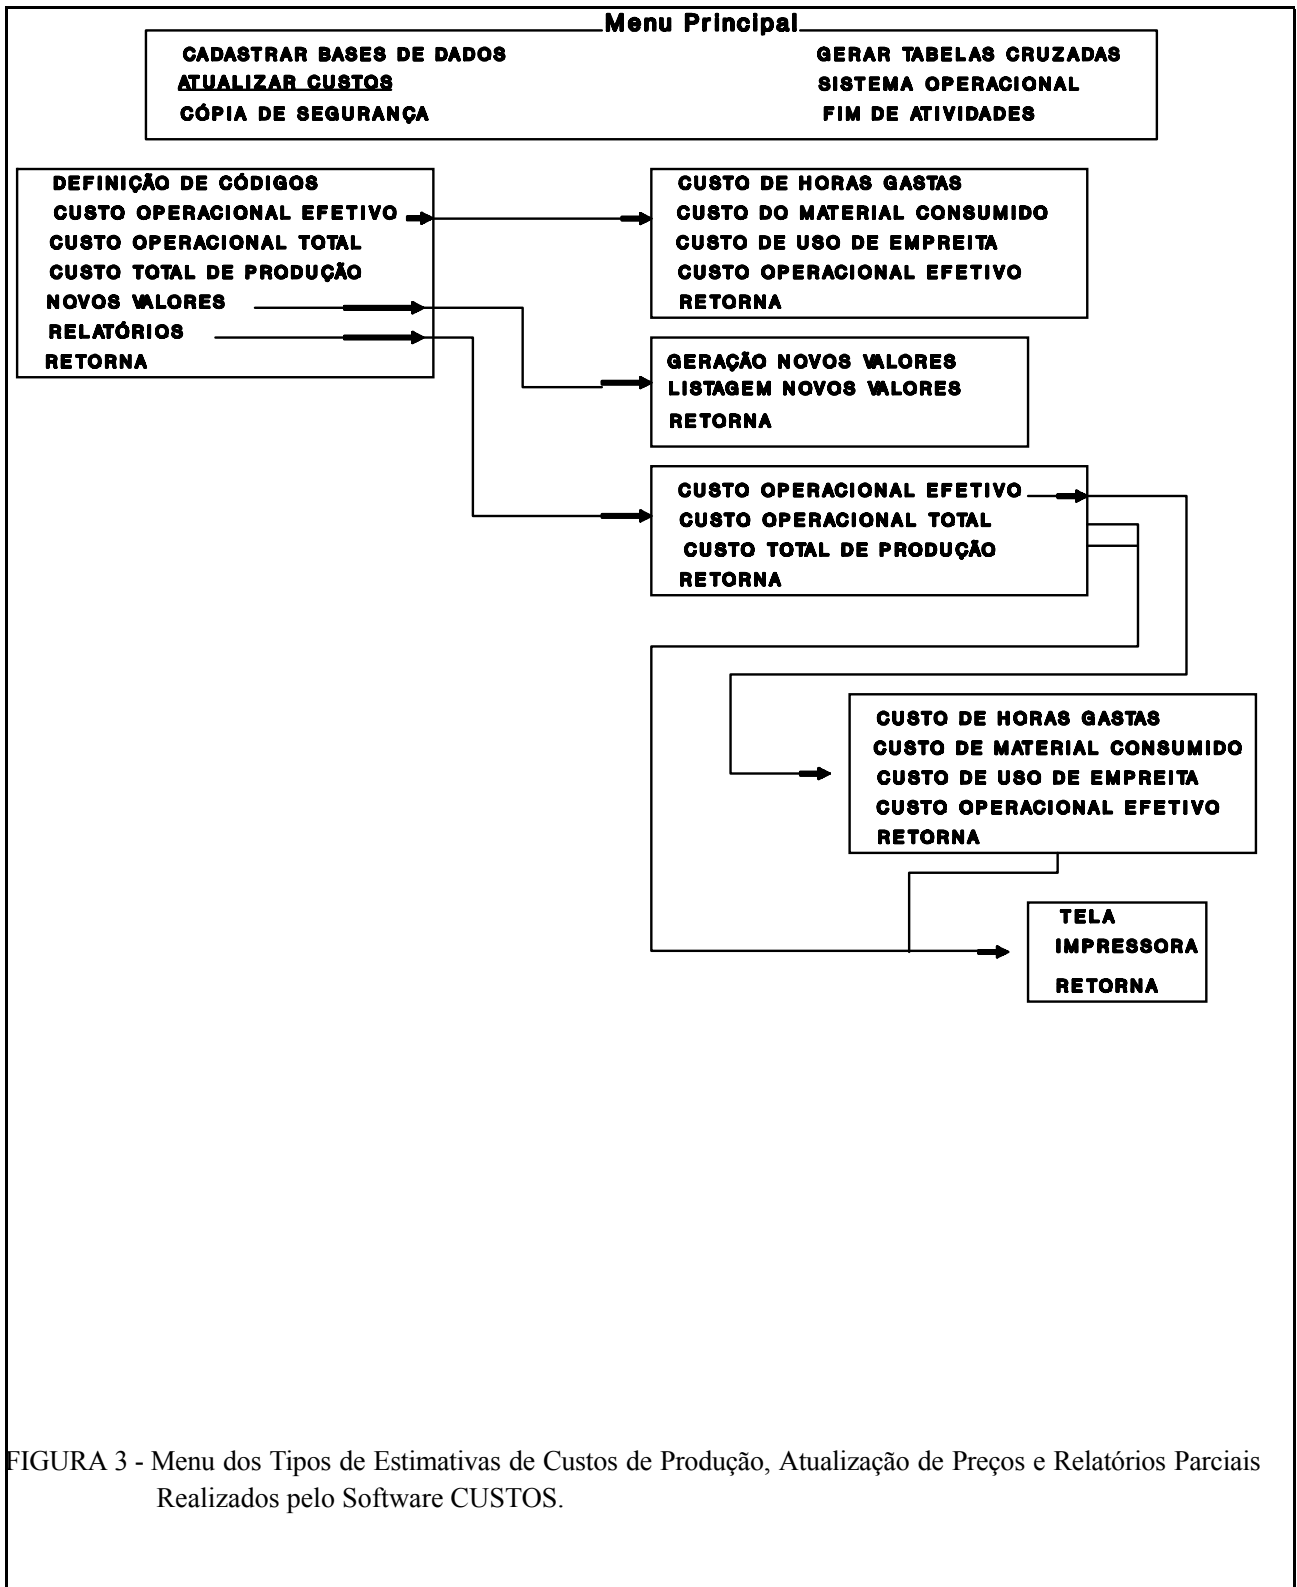 Menu Principal
CADASTRAR BASES DE DADOS
ATUALIZAR CUSTOS
CÓPIA DE SEGURANÇA
GERAR TABELAS CRUZADAS
SISTEMA OPERACIONAL
FIM DE ATIVIDADES
DEFINIÇÃO DE CÓDIGOS
CUSTO OPERACIONAL EFETIVO
CUSTO OPERACIONAL TOTAL
CUSTO TOTAL DE PRODUÇÃO
NOVOS VALORES
RELATÓRIOS
RETORNA
CUSTO DE HORAS GASTAS
CUSTO DO MATERIAL CONSUMIDO
CUSTO DE USO DE EMPREITA
CUSTO OPERACIONAL EFETIVO
RETORNA
GERAÇÃO NOVOS VALORES
LISTAGEM NOVOS VALORES
RETORNA
CUSTO OPERACIONAL EFETIVO
CUSTO OPERACIONAL TOTAL
CUSTO TOTAL DE PRODUÇÃO
RETORNA
CUSTO DE HORAS GASTAS
CUSTO DE MATERIAL CONSUMIDO
CUSTO DE USO DE EMPREITA
CUSTO OPERACIONAL EFETIVO
RETORNA
TELA
IMPRESSORA
RETORNA
FIGURA 3 - Menu dos Tipos de Estimativas de Custos de Produção, Atualização de Preços e Relatórios Parciais
Realizados pelo Software CUSTOS.